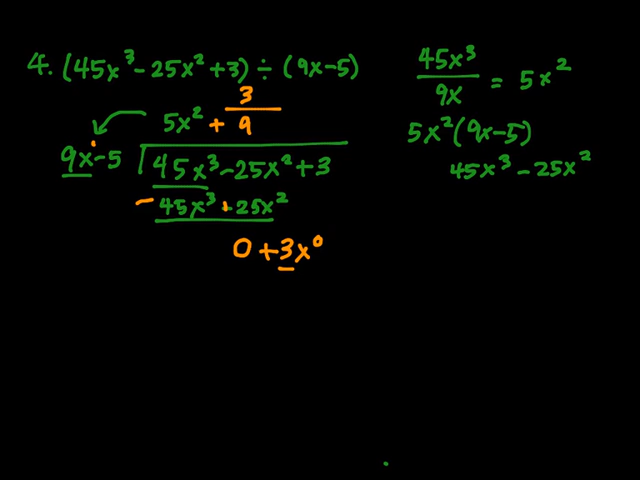 4. (45x³ - 25x² + 3) ÷ (9x - 5)
45x³ / 9x = 5x²
5x² + 3/9
5x²(9x - 5)
45x³ - 25x²
9x - 5 √ 45x³ - 25x² + 3
- 45x³ + 25x²
0 + 3x⁰